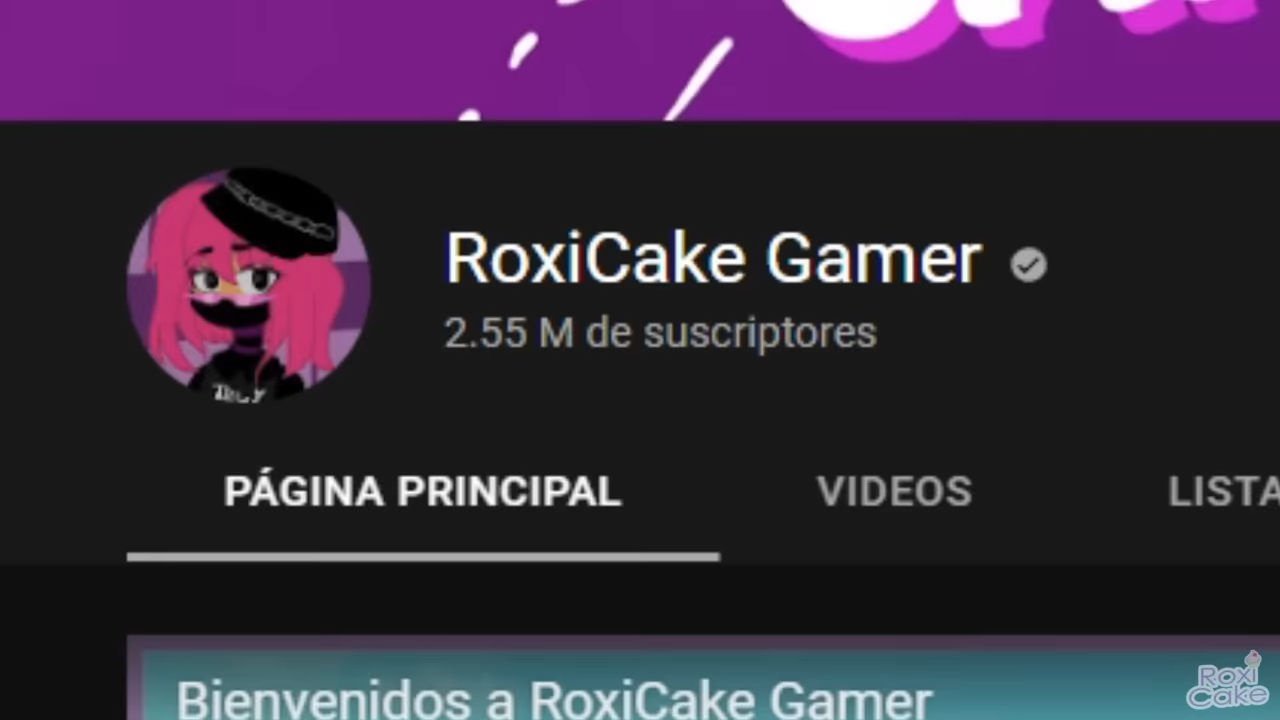 RoxiCake Gamer
2.55 M de suscriptores
PÁGINA PRINCIPAL VIDEOS LISTA
Bienvenidos a RoxiCake Gamer
Roxi
Cake